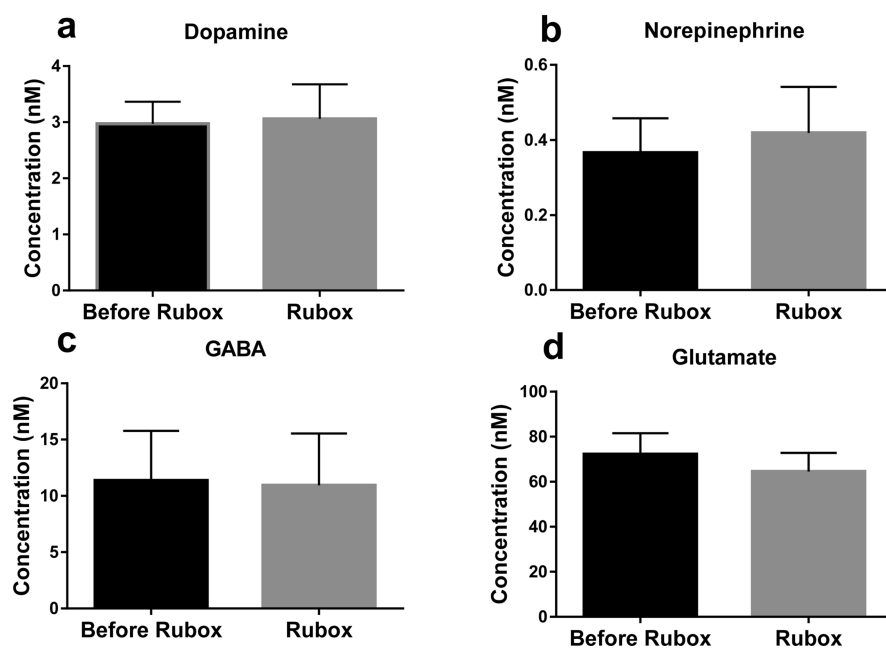 a
Dopamine
Concentration (nM)
4
3
2
1
0
Before Rubox
Rubox
b
Norepinephrine
Concentration (nM)
0.6
0.4
0.2
0.0
Before Rubox
Rubox
c
GABA
Concentration (nM)
20
15
10
5
0
Before Rubox
Rubox
d
Glutamate
Concentration (nM)
100
80
60
40
20
0
Before Rubox
Rubox